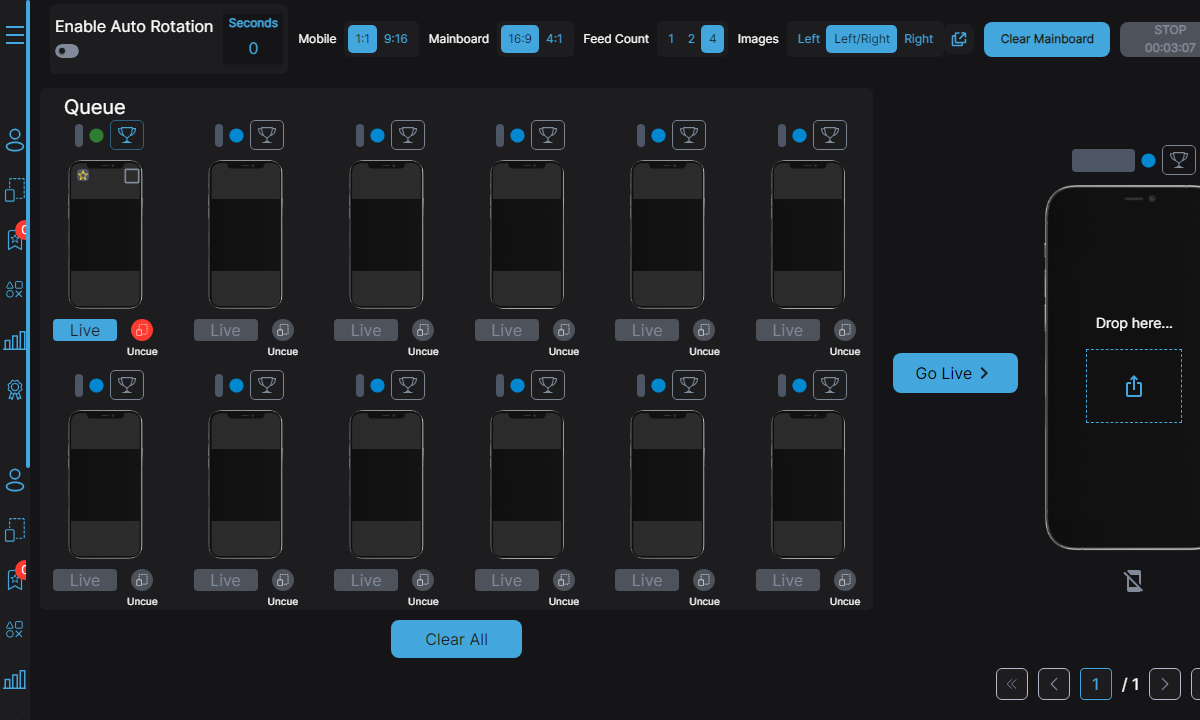 Enable Auto Rotation
Seconds
0
Mobile 1:1 9:16 Mainboard 16:9 4:1 Feed Count 1 2 4 Images Left Left/Right Right Clear Mainboard
STOP
00:03:07
Queue
Live Live Live Live Live Live
Uncue Uncue Uncue Uncue Uncue Uncue
Drop here...
Go Live
Live Live Live Live Live Live
Uncue Uncue Uncue Uncue Uncue Uncue
Clear All
1 / 1